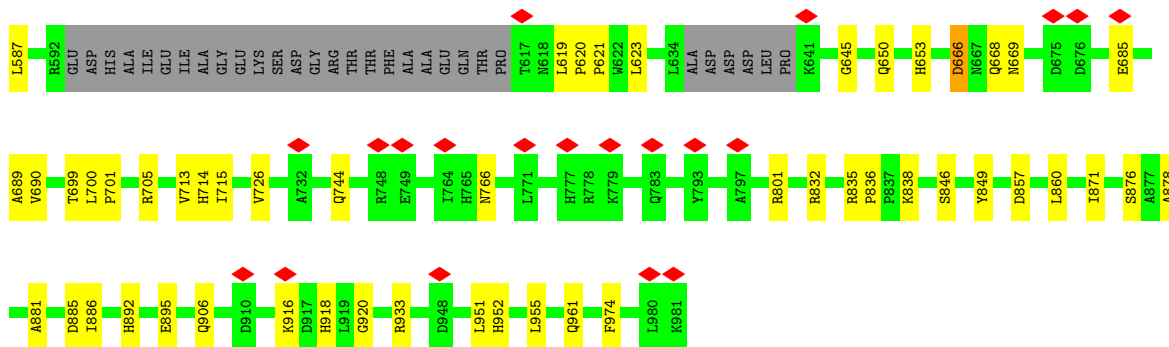 L587 R592 GLU ASP HIS ALA ILE GLU ILE ALA GLY GLU LYS SER ASP GLY ARG THR THR PHE ALA ALA GLU GLN THR PRO T617 N618 L619 P620 P621 W622 L623 L634 ALA ASP ASP ASP LEU PRO K641 G645 Q650 H653 D666 N667 Q668 N669 D675 D676 E685
A689 V690 T699 L700 P701 R705 V713 H714 I715 V726 A732 Q744 R748 E749 I764 H765 N766 L771 H777 R778 K779 Q783 Y793 A797 R801 R832 R835 P836 P837 K838 S846 Y849 D857 L860 I871 S876 A877 A878
A881 D885 I886 H892 E895 Q906 D910 K916 D917 H918 L919 G920 R933 D948 L951 H952 L955 Q961 F974 L980 K981